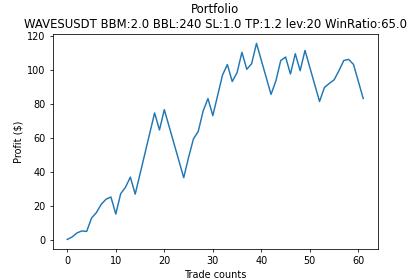 Portfolio
WAVESUSDT BBM:2.0 BBL:240 SL:1.0 TP:1.2 lev:20 WinRatio:65.0
120
100
80
60
40
20
0
Profit ($)
0 10 20 30 40 50 60
Trade counts